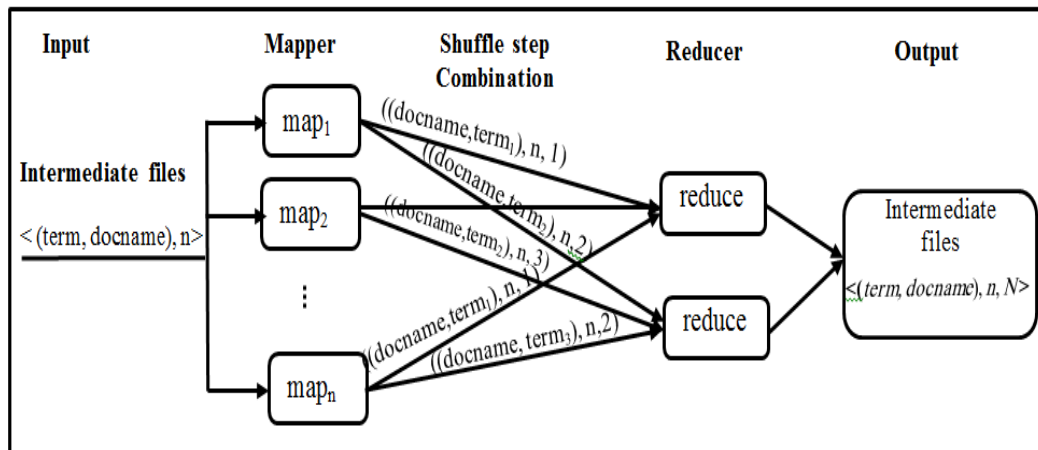 Input
Mapper
Shuffle step
Combination
Reducer
Output
Intermediate files
< (term, docname), n>
map₁
map₂
⋮
mapₙ
((docname,term₁), n, 1)
((docname,term₂), n,2)
((docname,term₂), n, 3)
((docname,term₁), n, 1)
((docname, term₃), n,2)
reduce
reduce
Intermediate
files
<(term, docname), n, N>